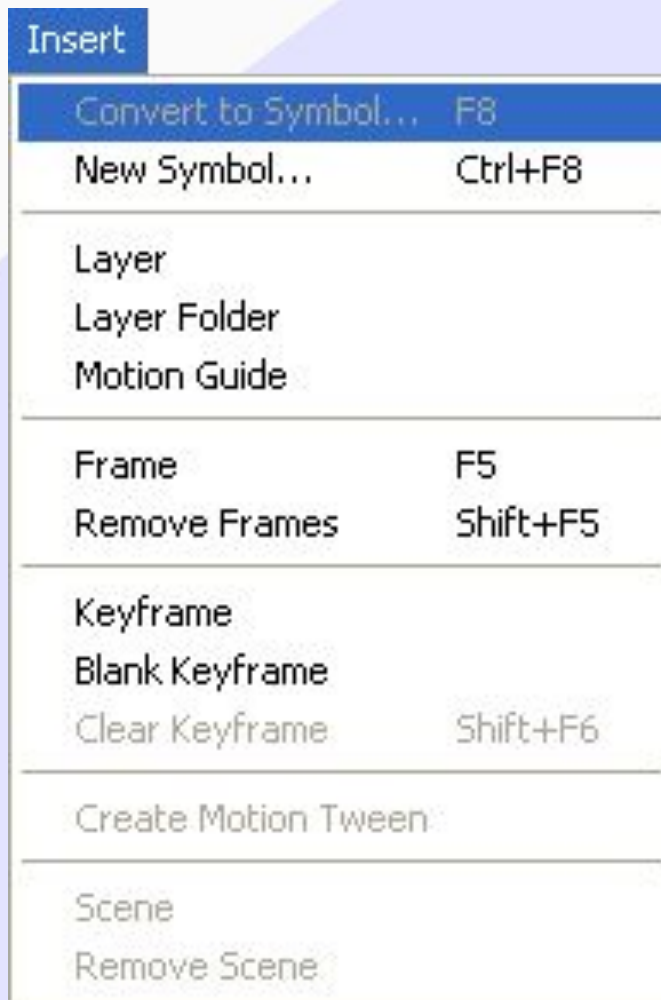 Insert
Convert to Symbol... F8
New Symbol... Ctrl+F8
Layer
Layer Folder
Motion Guide
Frame F5
Remove Frames Shift+F5
Keyframe
Blank Keyframe
Clear Keyframe Shift+F6
Create Motion Tween
Scene
Remove Scene